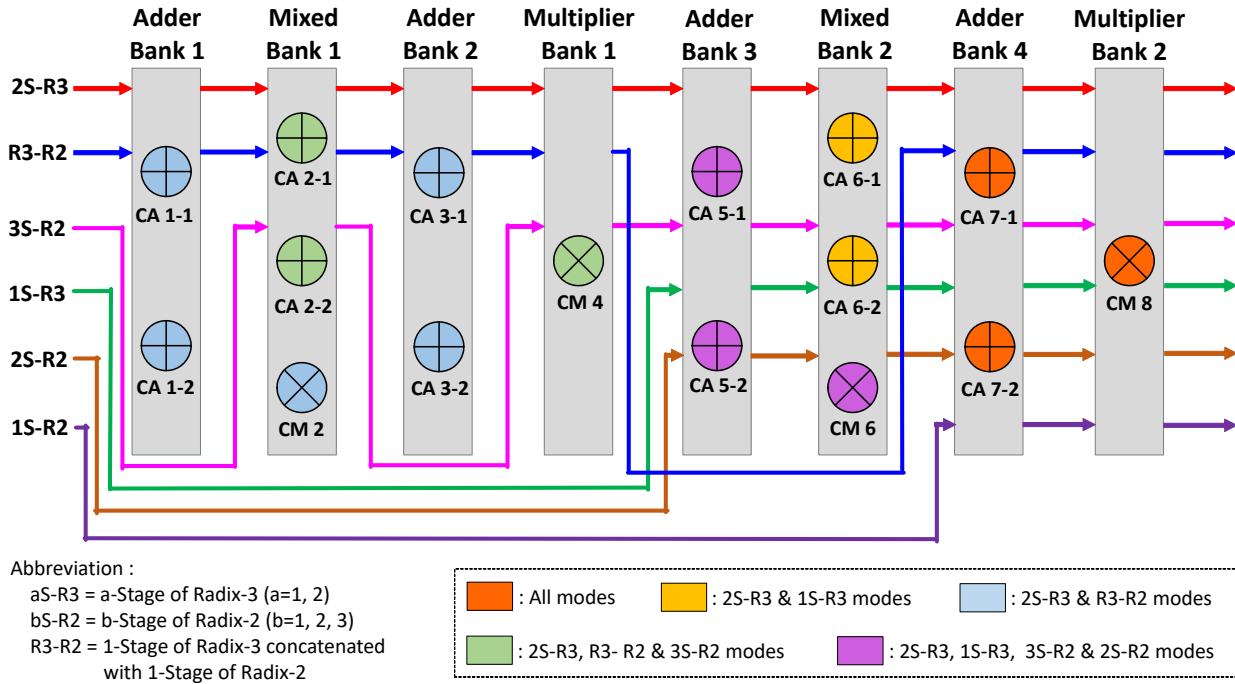 Adder Bank 1
Mixed Bank 1
Adder Bank 2
Multiplier Bank 1
Adder Bank 3
Mixed Bank 2
Adder Bank 4
Multiplier Bank 2
2S-R3
R3-R2
3S-R2
1S-R3
2S-R2
1S-R2
CA 1-1
CA 1-2
CA 2-1
CA 2-2
CM 2
CA 3-1
CA 3-2
CM 4
CA 5-1
CA 5-2
CA 6-1
CA 6-2
CM 6
CA 7-1
CA 7-2
CM 8
Abbreviation :
aS-R3 = a-Stage of Radix-3 (a=1, 2)
bS-R2 = b-Stage of Radix-2 (b=1, 2, 3)
R3-R2 = 1-Stage of Radix-3 concatenated
with 1-Stage of Radix-2
: All modes
: 2S-R3 & 1S-R3 modes
: 2S-R3 & R3-R2 modes
: 2S-R3, R3- R2 & 3S-R2 modes
: 2S-R3, 1S-R3, 3S-R2 & 2S-R2 modes